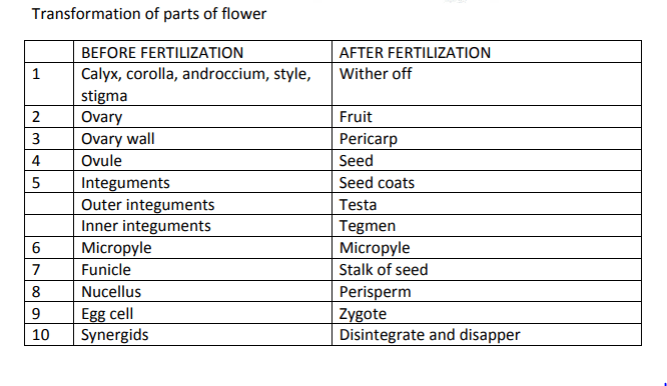 Transformation of parts of flower
BEFORE FERTILIZATION AFTER FERTILIZATION
1 Calyx, corolla, androccium, style, Wither off
stigma
2 Ovary Fruit
3 Ovary wall Pericarp
4 Ovule Seed
5 Integuments Seed coats
Outer integuments Testa
Inner integuments Tegmen
6 Micropyle Micropyle
7 Funicle Stalk of seed
8 Nucellus Perisperm
9 Egg cell Zygote
10 Synergids Disintegrate and disapper